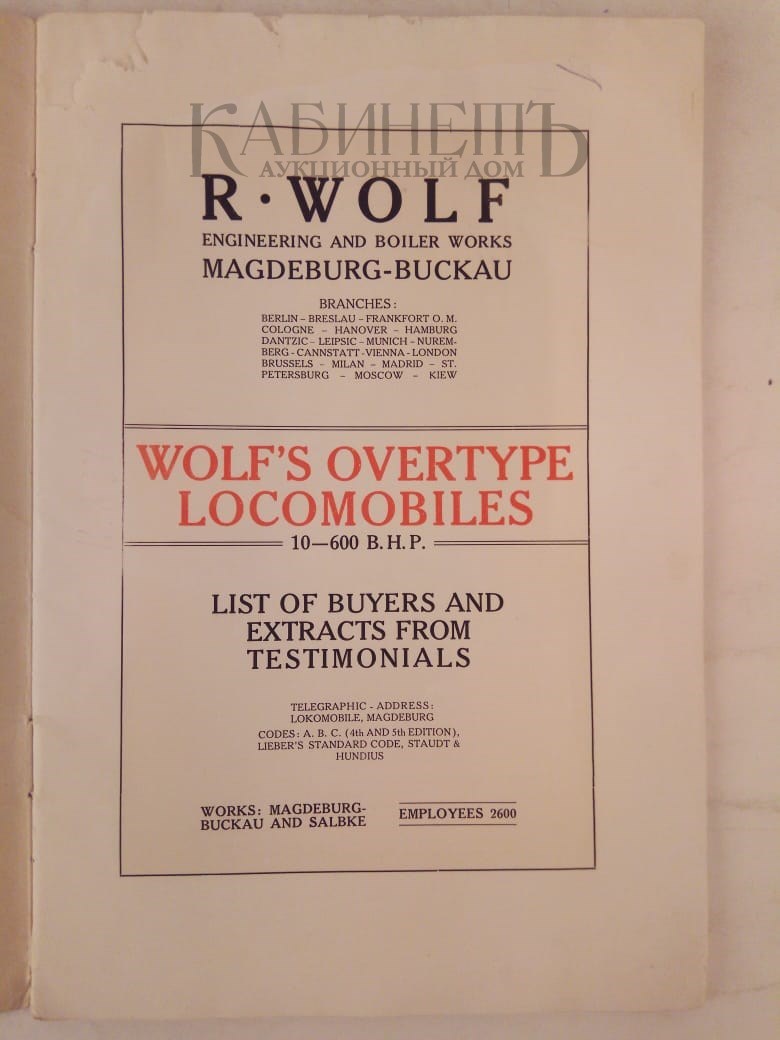 КАБИНЕТЪ
АУКЦИОННЫЙ ДОМ
R · WOLF
ENGINEERING AND BOILER WORKS
MAGDEBURG-BUCKAU
BRANCHES:
BERLIN – BRESLAU – FRANKFORT O. M.
COLOGNE – HANOVER – HAMBURG
DANTZIC – LEIPSIC – MUNICH – NUREM-
BERG - CANNSTATT - VIENNA - LONDON
BRUSSELS – MILAN – MADRID – ST.
PETERSBURG – MOSCOW – KIEW
WOLF'S OVERTYPE
LOCOMOBILES
10—600 B.H.P.
LIST OF BUYERS AND
EXTRACTS FROM
TESTIMONIALS
TELEGRAPHIC - ADDRESS:
LOKOMOBILE, MAGDEBURG
CODES: A. B. C. (4th AND 5th EDITION),
LIEBER'S STANDARD CODE, STAUDT &
HUNDIUS
WORKS: MAGDEBURG-
BUCKAU AND SALBKE
EMPLOYEES 2600